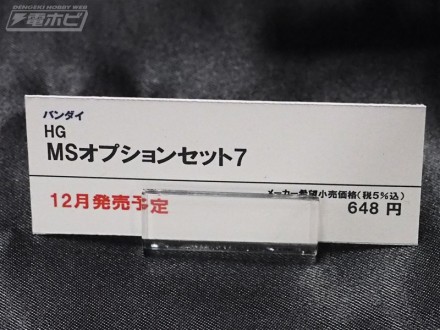 DENGEKI HOBBY WEB
電ホビ
バンダイ
HG
MSオプションセット7
12月発売予定
メーカー希望小売価格(税5%込)
648 円